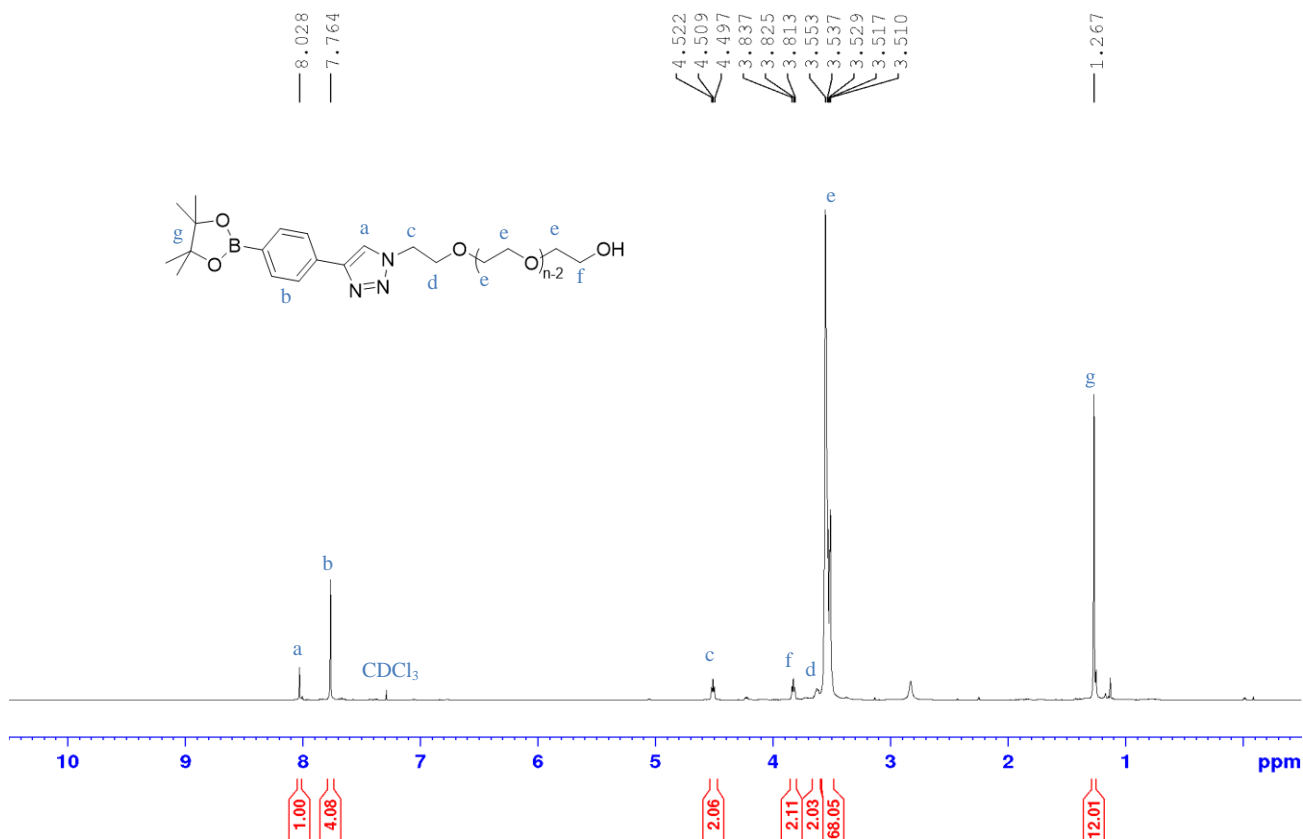 8.028
7.764
4.522
4.509
4.497
3.837
3.825
3.813
3.553
3.537
3.529
3.517
3.510
1.267
g
O
B
O
b
a
N
N=N
c
d
O
e
e
O
n-2
e
f
OH
a
b
CDCl3
c
f
d
e
g
10 9 8 7 6 5 4 3 2 1 ppm
1.00
4.08
2.06
2.11
2.03
68.05
12.01